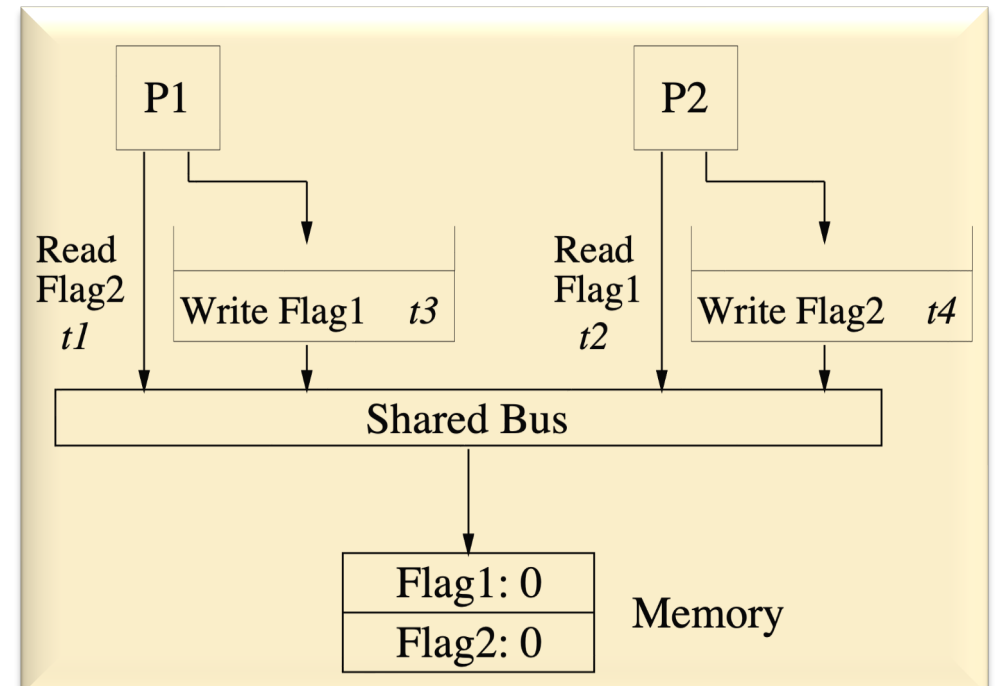 P1
P2
Read
Flag2
t1
Write Flag1 t3
Read
Flag1
t2
Write Flag2 t4
Shared Bus
Flag1: 0
Flag2: 0
Memory